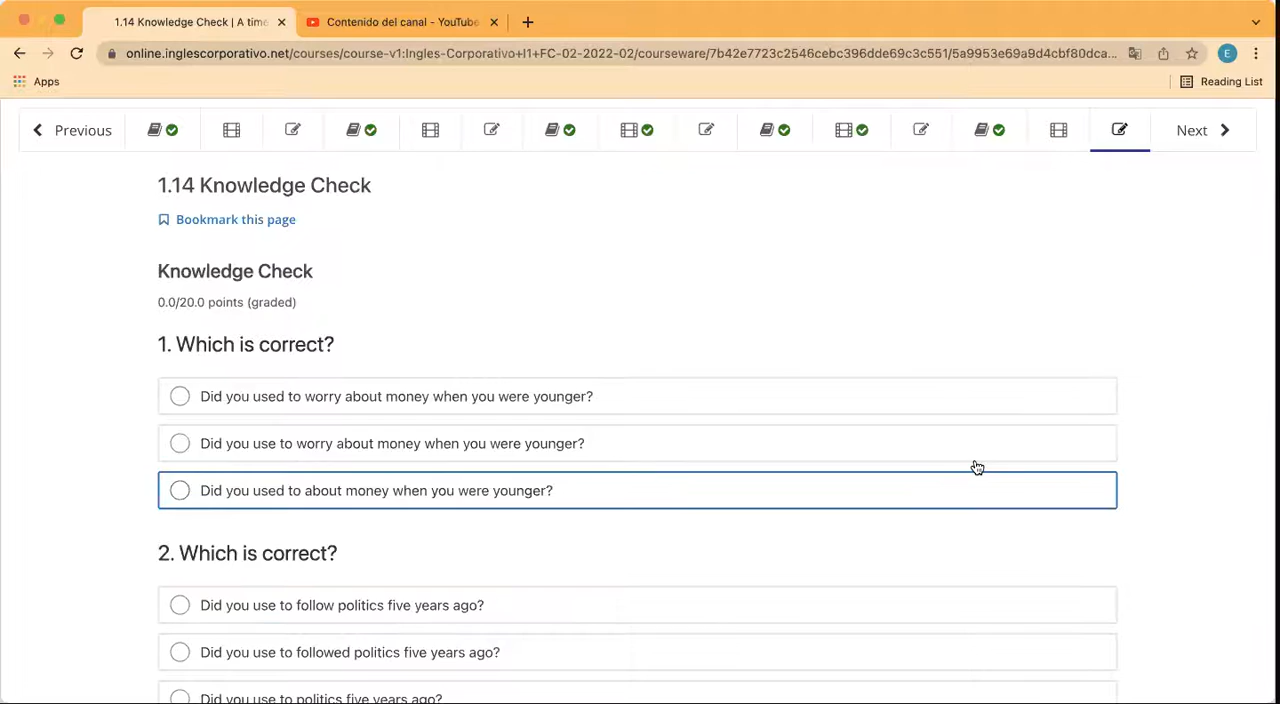 1.14 Knowledge Check | A time
Contenido del canal - YouTube
online.inglescorporativo.net/courses/course-v1:Ingles-Corporativo+I1+FC-02-2022-02/courseware/7b42e7723c2546cebc396dde69c3c551/5a9953e69a9d4cbf80dca...
E
Apps
Reading List
Previous
Next
1.14 Knowledge Check
Bookmark this page
Knowledge Check
0.0/20.0 points (graded)
1. Which is correct?
Did you used to worry about money when you were younger?
Did you use to worry about money when you were younger?
Did you used to about money when you were younger?
2. Which is correct?
Did you use to follow politics five years ago?
Did you use to followed politics five years ago?
Did you use to politics five years ago?